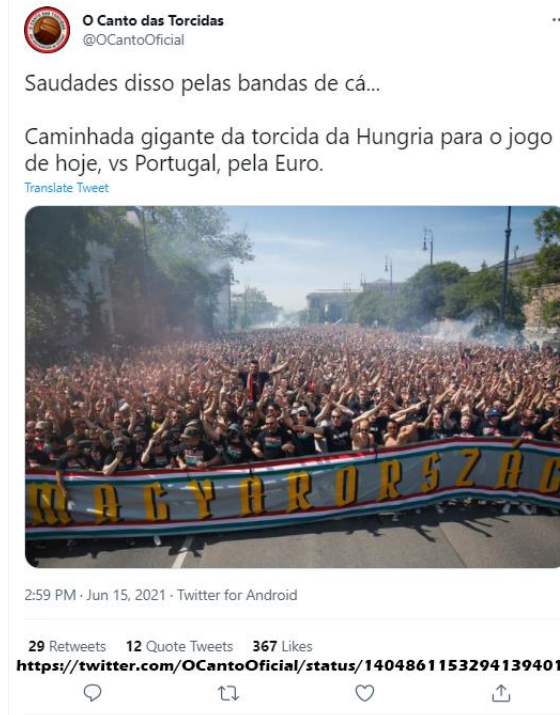 O Canto das Torcidas
@OCantoOficial
Saudades disso pelas bandas de cá...
Caminhada gigante da torcida da Hungria para o jogo
de hoje, vs Portugal, pela Euro.
Translate Tweet
MAGYARORSZÁG
2:59 PM · Jun 15, 2021 · Twitter for Android
29 Retweets 12 Quote Tweets 367 Likes
https://twitter.com/OCantoOficial/status/1404861153294139401